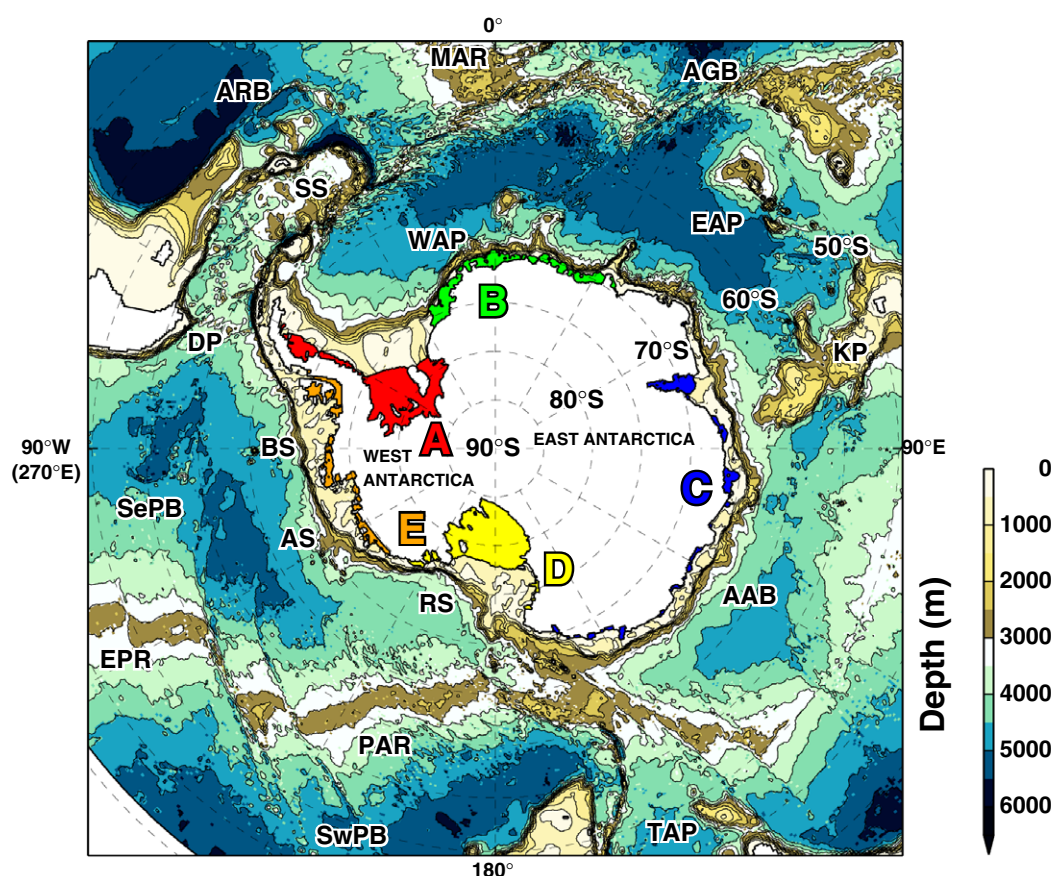 0°
MAR
AGB
ARB
SS
EAP
WAP
50°S
60°S
B
DP
70°S
KP
80°S
A
90°W
(270°E)
BS
WEST
ANTARCTICA
90°S
EAST ANTARCTICA
90°E
C
SePB
E
AS
D
RS
AAB
EPR
PAR
SwPB
TAP
180°
0
1000
2000
3000
4000
5000
6000
Depth (m)